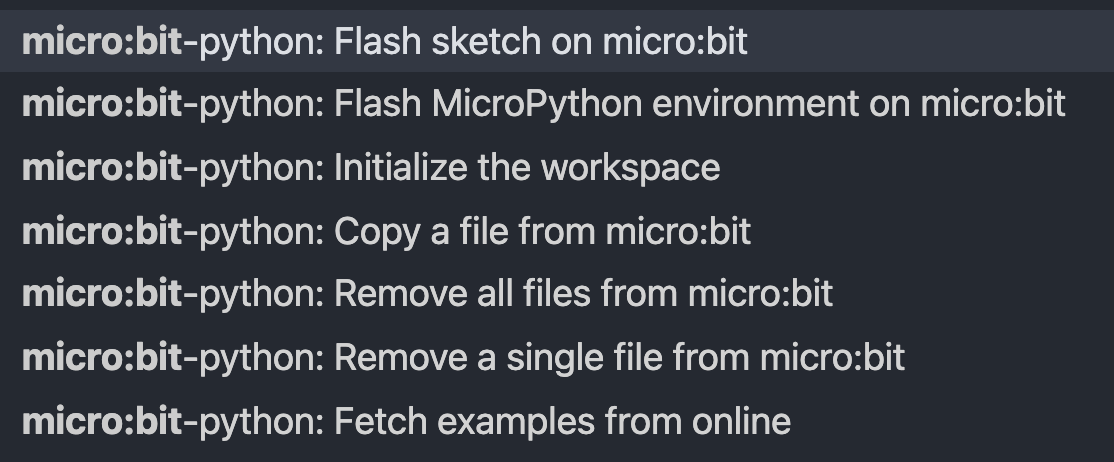 micro:bit-python: Flash sketch on micro:bit
micro:bit-python: Flash MicroPython environment on micro:bit
micro:bit-python: Initialize the workspace
micro:bit-python: Copy a file from micro:bit
micro:bit-python: Remove all files from micro:bit
micro:bit-python: Remove a single file from micro:bit
micro:bit-python: Fetch examples from online